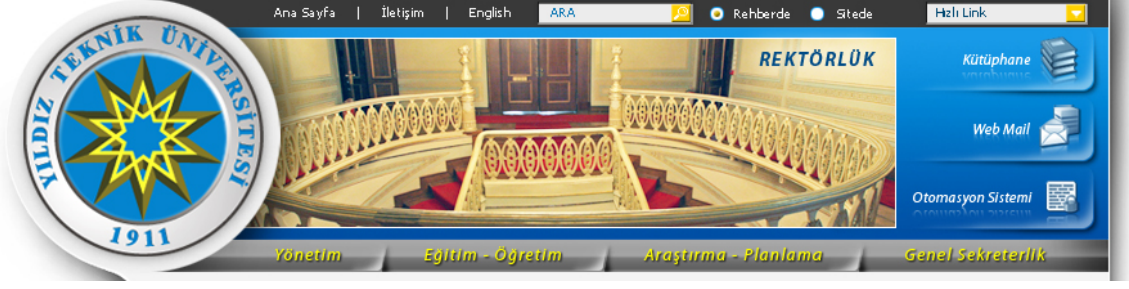 Ana Sayfa | İletişim | English ARA Rehberde Sitede Hızlı Link
YILDIZ TEKNİK ÜNİVERSİTESİ
1911
REKTÖRLÜK
Kütüphane
Web Mail
Otomasyon Sistemi
Yönetim Eğitim - Öğretim Araştırma - Planlama Genel Sekreterlik